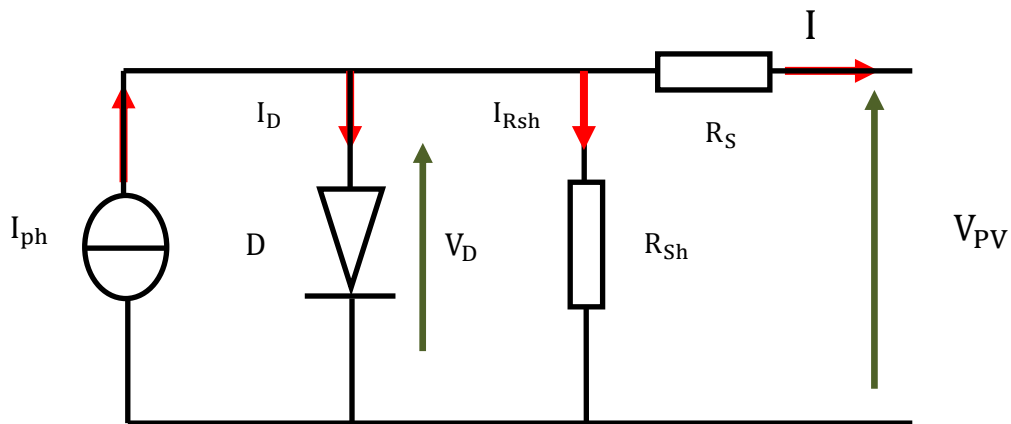 I
I_D
I_Rsh
R_S
I_ph
D
V_D
R_Sh
V_PV